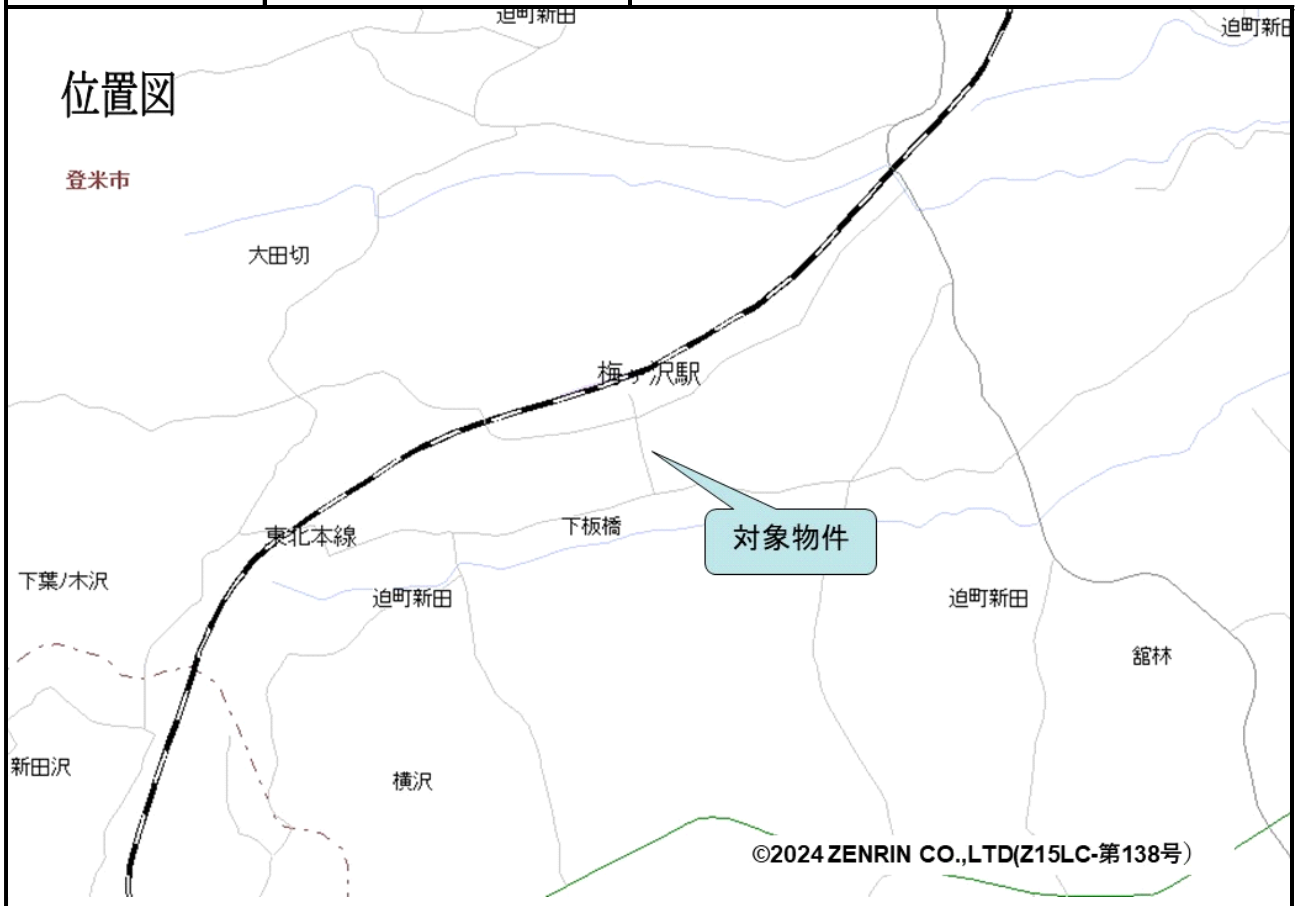 迫町新田
迫町新田
位置図
登米市
大田切
梅ヶ沢駅
下板橋
東北本線
対象物件
下葉ノ木沢
迫町新田
迫町新田
舘林
新田沢
横沢
©2024 ZENRIN CO.,LTD(Z15LC-第138号）